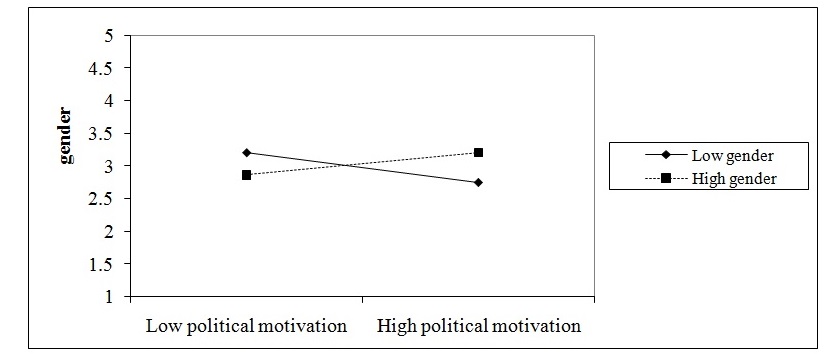 5
4.5
4
3.5
3
2.5
2
1.5
1
gender
Low political motivation
High political motivation
Low gender
High gender